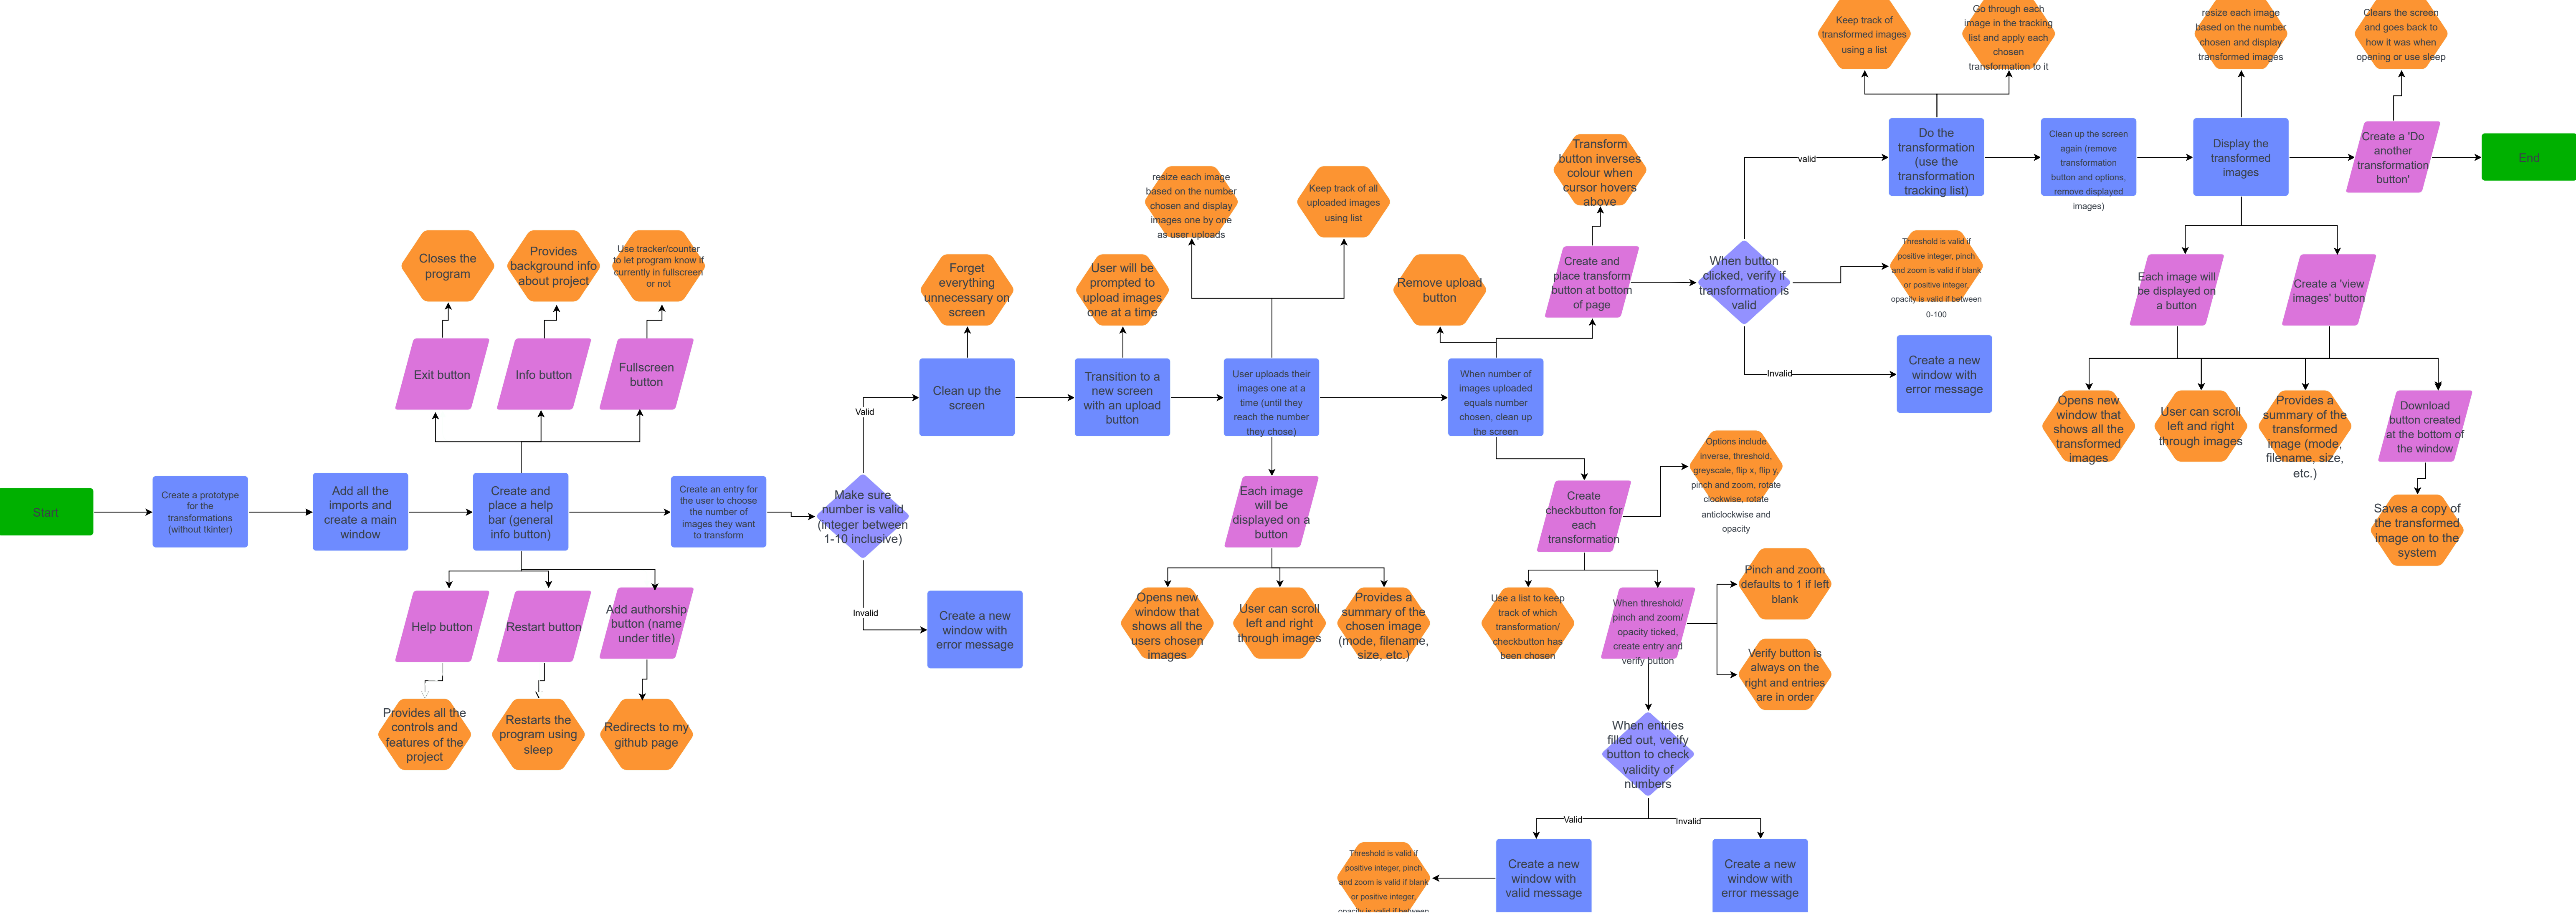 Start
Create a prototype
for the
transformations
(without tkinter)
Add all the
imports and
create a main
window
Create and
place a help
bar (general
info button)
Exit button
Closes the
program
Info button
Provides
background info
about project
Fullscreen
button
Use tracker/counter
to let program know if
currently in fullscreen
or not
Help button
Provides all the
controls and
features of the
project
Restart button
Restarts the
program using
sleep
Add authorship
button (name
under title)
Redirects to my
github page
Create an entry for
the user to choose
the number of
images they want
to transform
Make sure
number is valid
(integer between
1-10 inclusive)
Valid
Invalid
Create a new
window with
error message
Clean up the
screen
Forget
everything
unnecessary on
screen
Transition to a
new screen
with an upload
button
User will be
prompted to
upload images
one at a time
User uploads their
images one at a
time (until they
reach the number
they chose)
resize each image
based on the number
chosen and display
images one by one
as user uploads
Keep track of all
uploaded images
using list
Each image
will be
displayed on a
button
Opens new
window that
shows all the
users chosen
images
User can scroll
left and right
through images
Provides a
summary of the
chosen image
(mode, filename,
size, etc.)
When number of
images uploaded
equals number
chosen, clean up
the screen
Remove upload
button
Create and
place transform
button at bottom
of page
Transform
button inverses
colour when
cursor hovers
above
Create
checkbutton for
each
transformation
Options include
inverse, threshold,
greyscale, flip x, flip y,
pinch and zoom, rotate
clockwise, rotate
anticlockwise and
opacity
Use a list to keep
track of which
transformation/
checkbutton has
been chosen
When threshold/
pinch and zoom/
opacity ticked,
create entry and
verify button
Pinch and zoom
defaults to 1 if left
blank
Verify button is
always on the
right and entries
are in order
When entries
filled out, verify
button to check
validity of
numbers
Valid
Invalid
Create a new
window with
valid message
Create a new
window with
error message
Threshold is valid if
positive integer, pinch
and zoom is valid if blank
or positive integer,
opacity is valid if between
When button
clicked, verify if
transformation is
valid
valid
Invalid
Threshold is valid if
positive integer, pinch
and zoom is valid if blank
or positive integer,
opacity is valid if between
0-100
Create a new
window with
error message
Do the
transformation
(use the
transformation
tracking list)
Keep track of
transformed images
using a list
Go through each
image in the tracking
list and apply each
chosen
transformation to it
Clean up the screen
again (remove
transformation
button and options,
remove displayed
images)
Display the
transformed
images
resize each image
based on the number
chosen and display
transformed images
Each image will
be displayed on
a button
Create a 'view
images' button
Opens new
window that
shows all the
transformed
images
User can scroll
left and right
through images
Provides a
summary of the
transformed
image (mode,
filename, size,
etc.)
Download
button created
at the bottom of
the window
Saves a copy of
the transformed
image on to the
system
Create a 'Do
another
transformation
button'
Clears the screen
and goes back to
how it was when
opening or use sleep
End